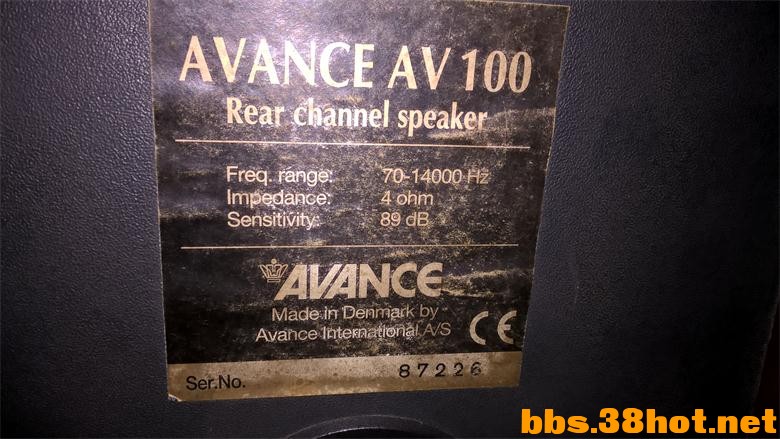 AVANCE AV 100
Rear channel speaker
Freq. range: 70-14000 Hz
Impedance: 4 ohm
Sensitivity: 89 dB
AVANCE
Made in Denmark by
Avance International A/S
CE
Ser.No. 87226
bbs.38hot.net